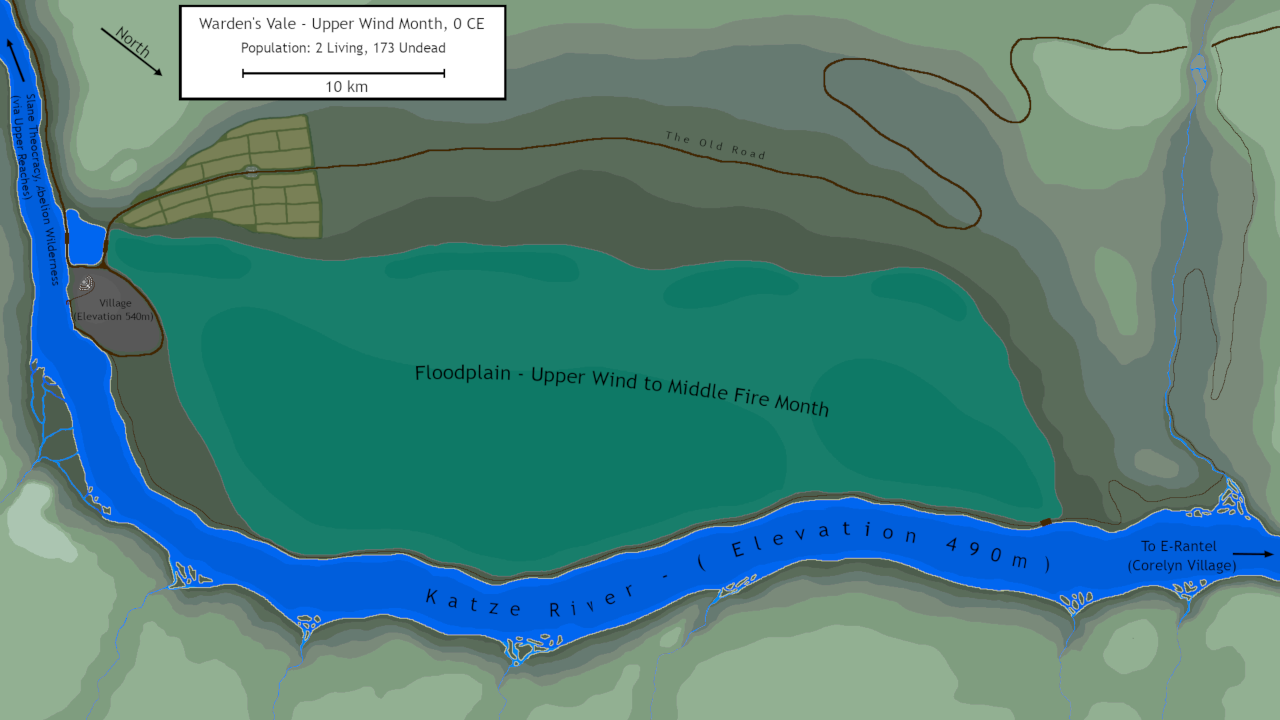 Warden's Vale - Upper Wind Month, 0 CE
Population: 2 Living, 173 Undead
10 km
North
Slane Theocracy, Abelion Wilderness
(via Upper Reaches)
The Old Road
Village
(Elevation 540m)
Floodplain - Upper Wind to Middle Fire Month
Katze River - (Elevation 490m)
To E-Rantel
(Corelyn Village)